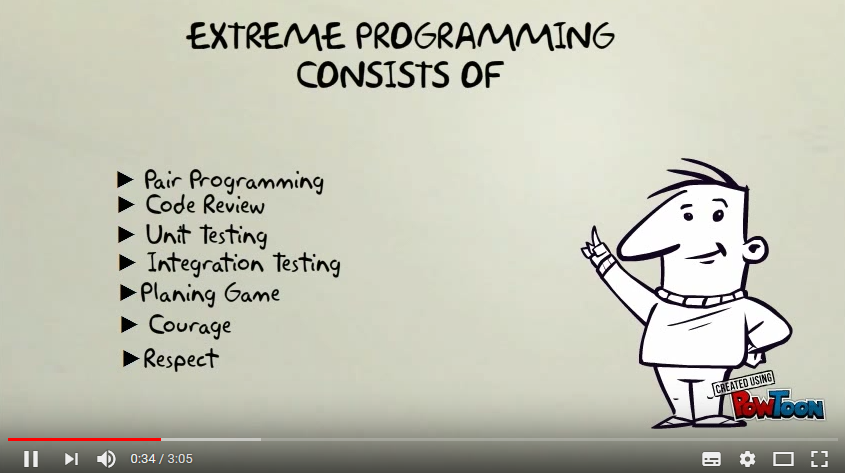 EXTREME PROGRAMMING
CONSISTS OF
Pair Programming
Code Review
Unit Testing
Integration Testing
Planing Game
Courage
Respect
CREATED USING
POWTOON
0:34 / 3:05